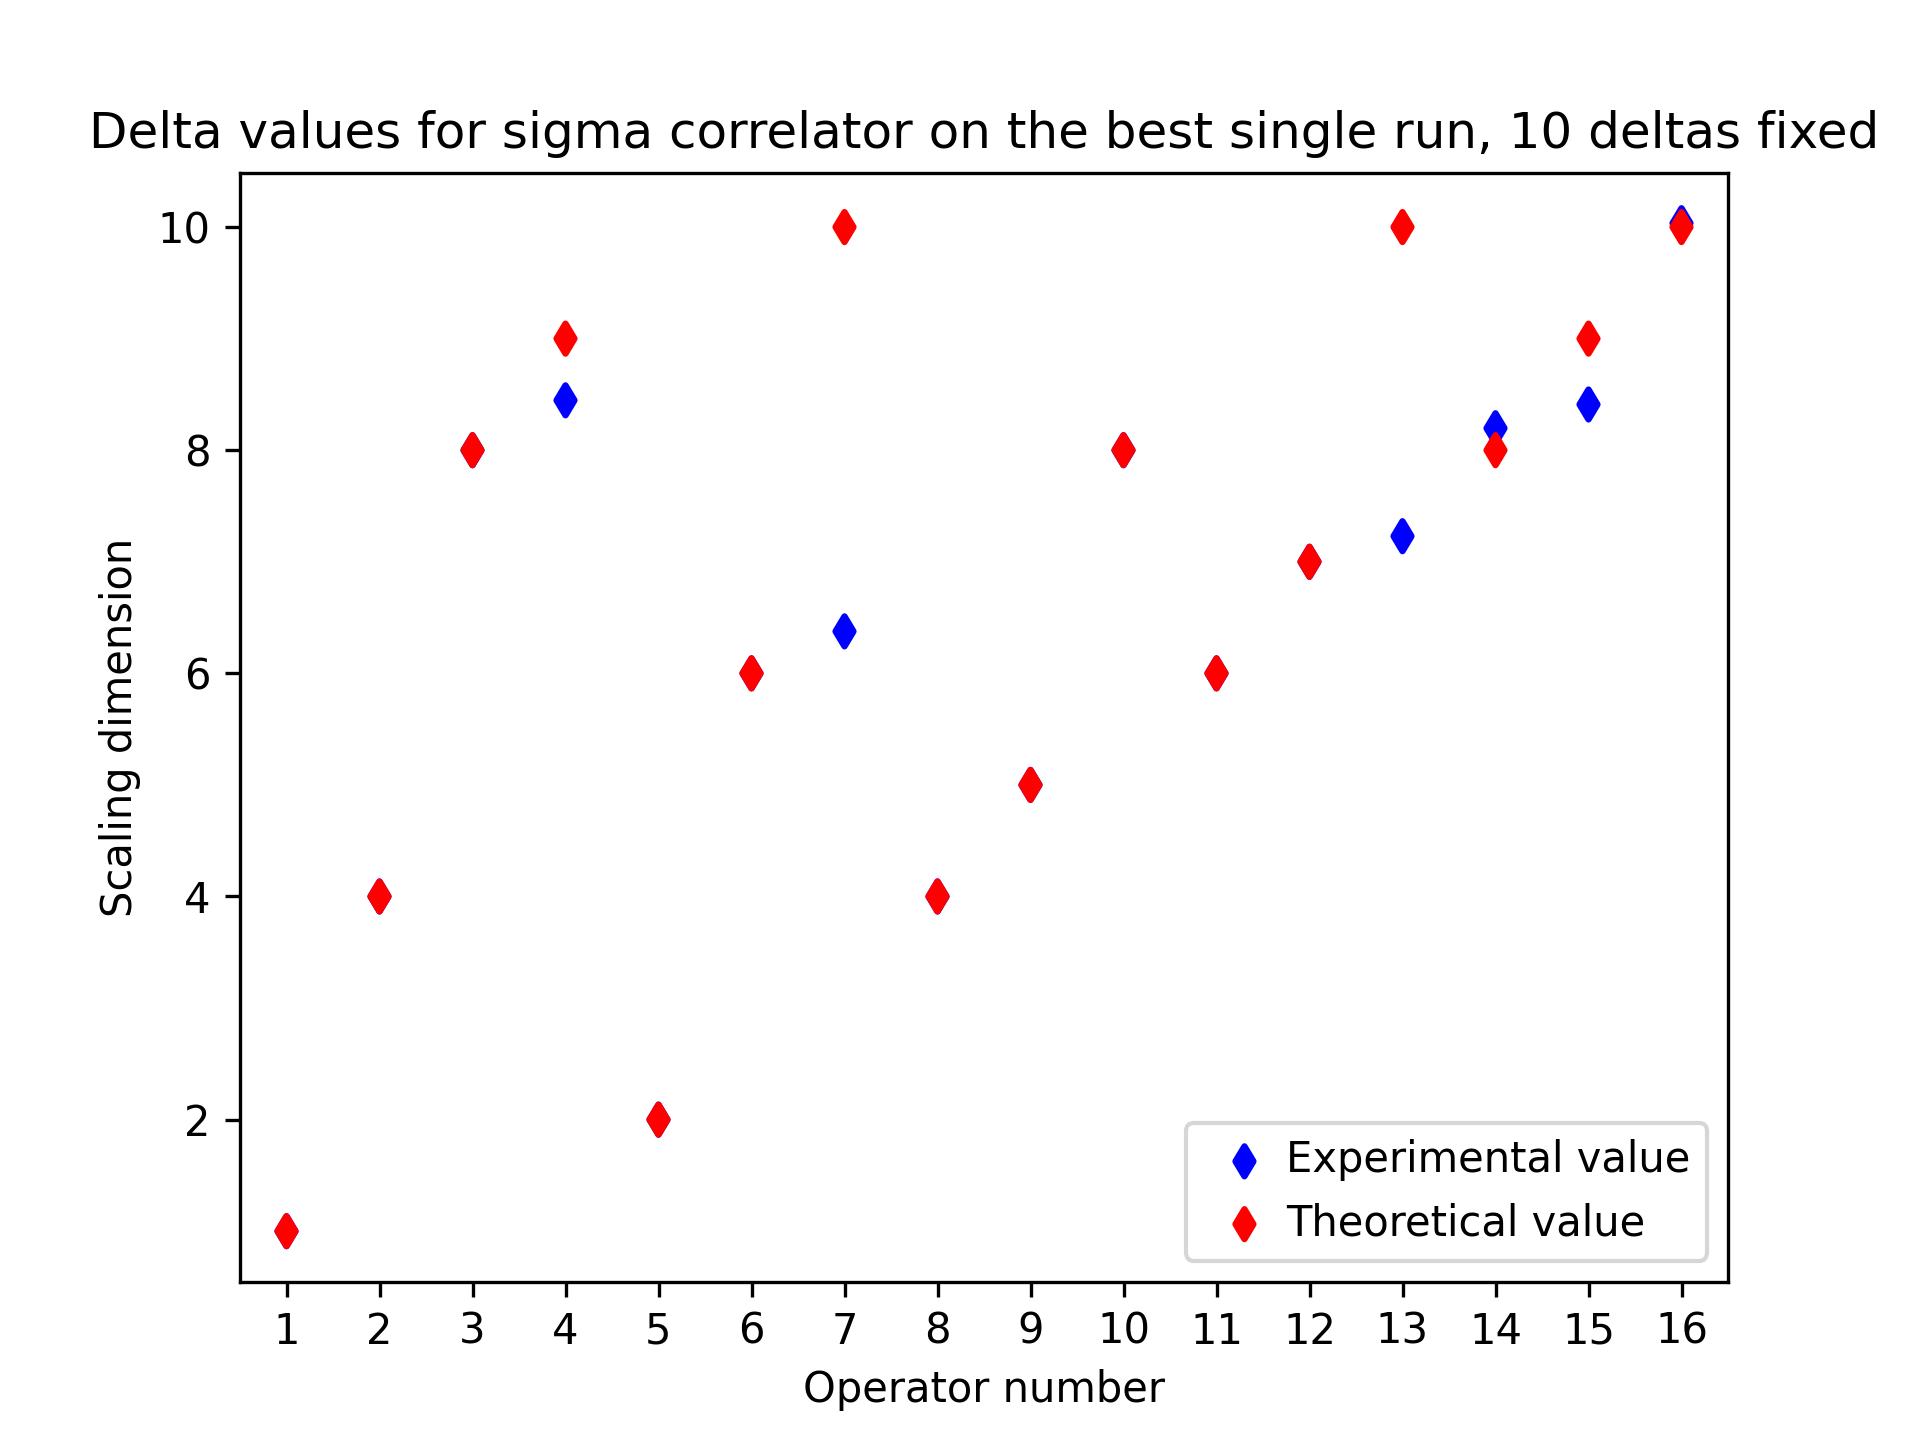 Delta values for sigma correlator on the best single run, 10 deltas fixed
10
8
6
4
2
Scaling dimension
Experimental value
Theoretical value
1 2 3 4 5 6 7 8 9 10 11 12 13 14 15 16
Operator number